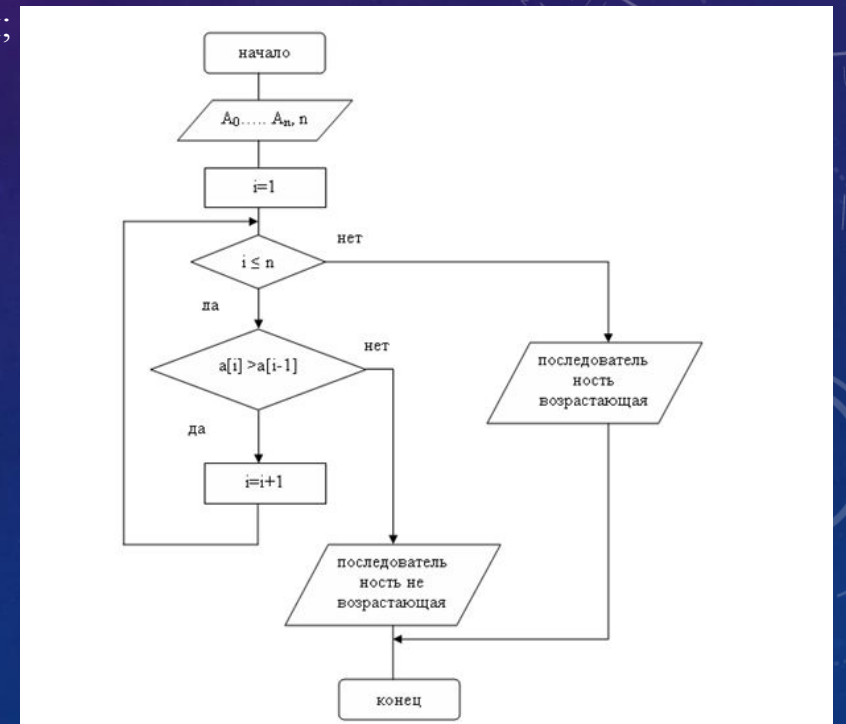 ;
начало
A₀..... Aₙ, n
i=1
i ≤ n
нет
да
a[i] >a[i-1]
нет
да
i=i+1
последователь
ность
возрастающая
последователь
ность не
возрастающая
конец